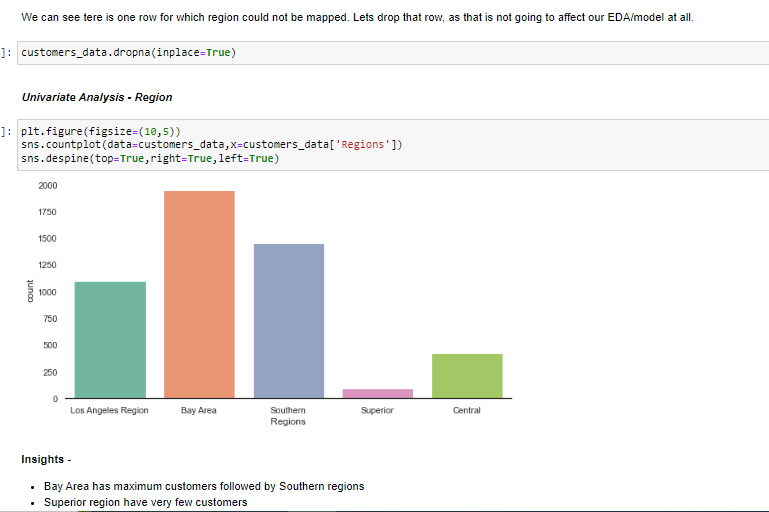 We can see tere is one row for which region could not be mapped. Lets drop that row, as that is not going to affect our EDA/model at all.
]: customers_data.dropna(inplace=True)
Univariate Analysis - Region
]: plt.figure(figsize=(10,5))
sns.countplot(data=customers_data,x=customers_data['Regions'])
sns.despine(top=True,right=True,left=True)
2000
1750
1500
1250
1000
750
500
250
0
count
Los Angeles Region Bay Area Southern Regions Superior Central
Insights -
• Bay Area has maximum customers followed by Southern regions
• Superior region have very few customers